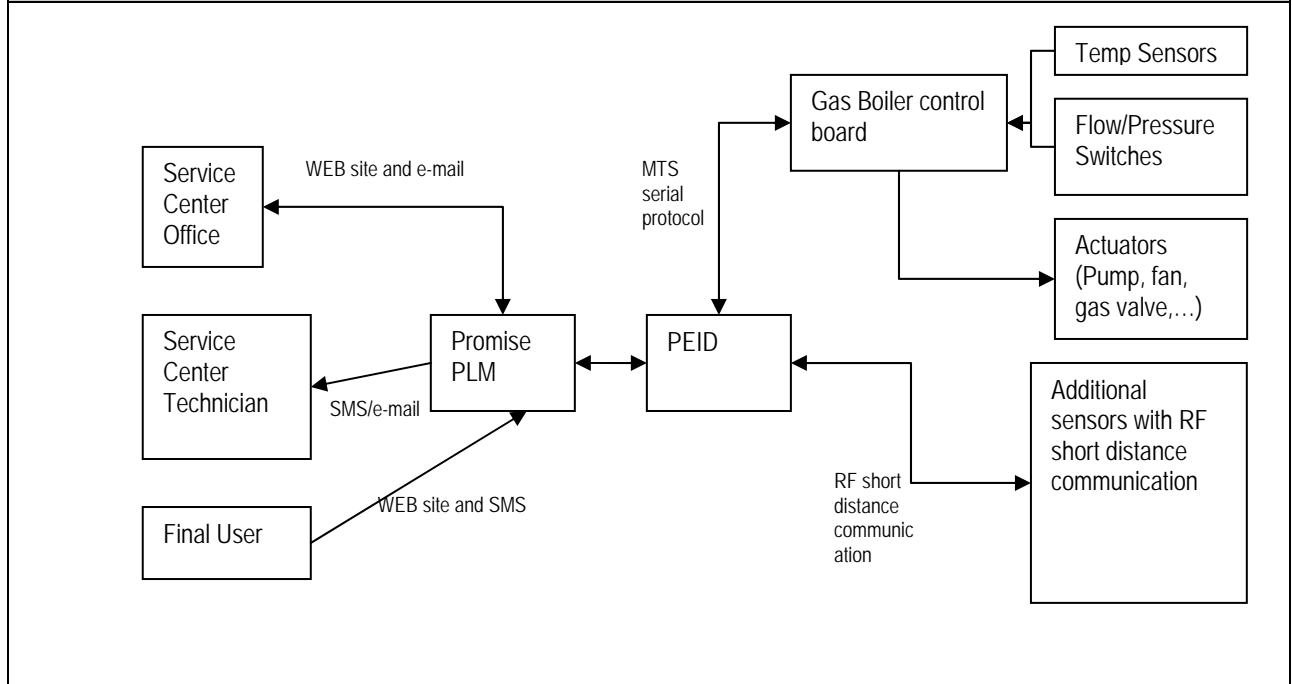 Temp Sensors
Gas Boiler control
board
Flow/Pressure
Switches
Service
Center
Office
WEB site and e-mail
MTS
serial
protocol
Actuators
(Pump, fan,
gas valve,…)
Service
Center
Technician
Promise
PLM
PEID
SMS/e-mail
Additional
sensors with RF
short distance
communication
RF short
distance
communic
ation
WEB site and SMS
Final User